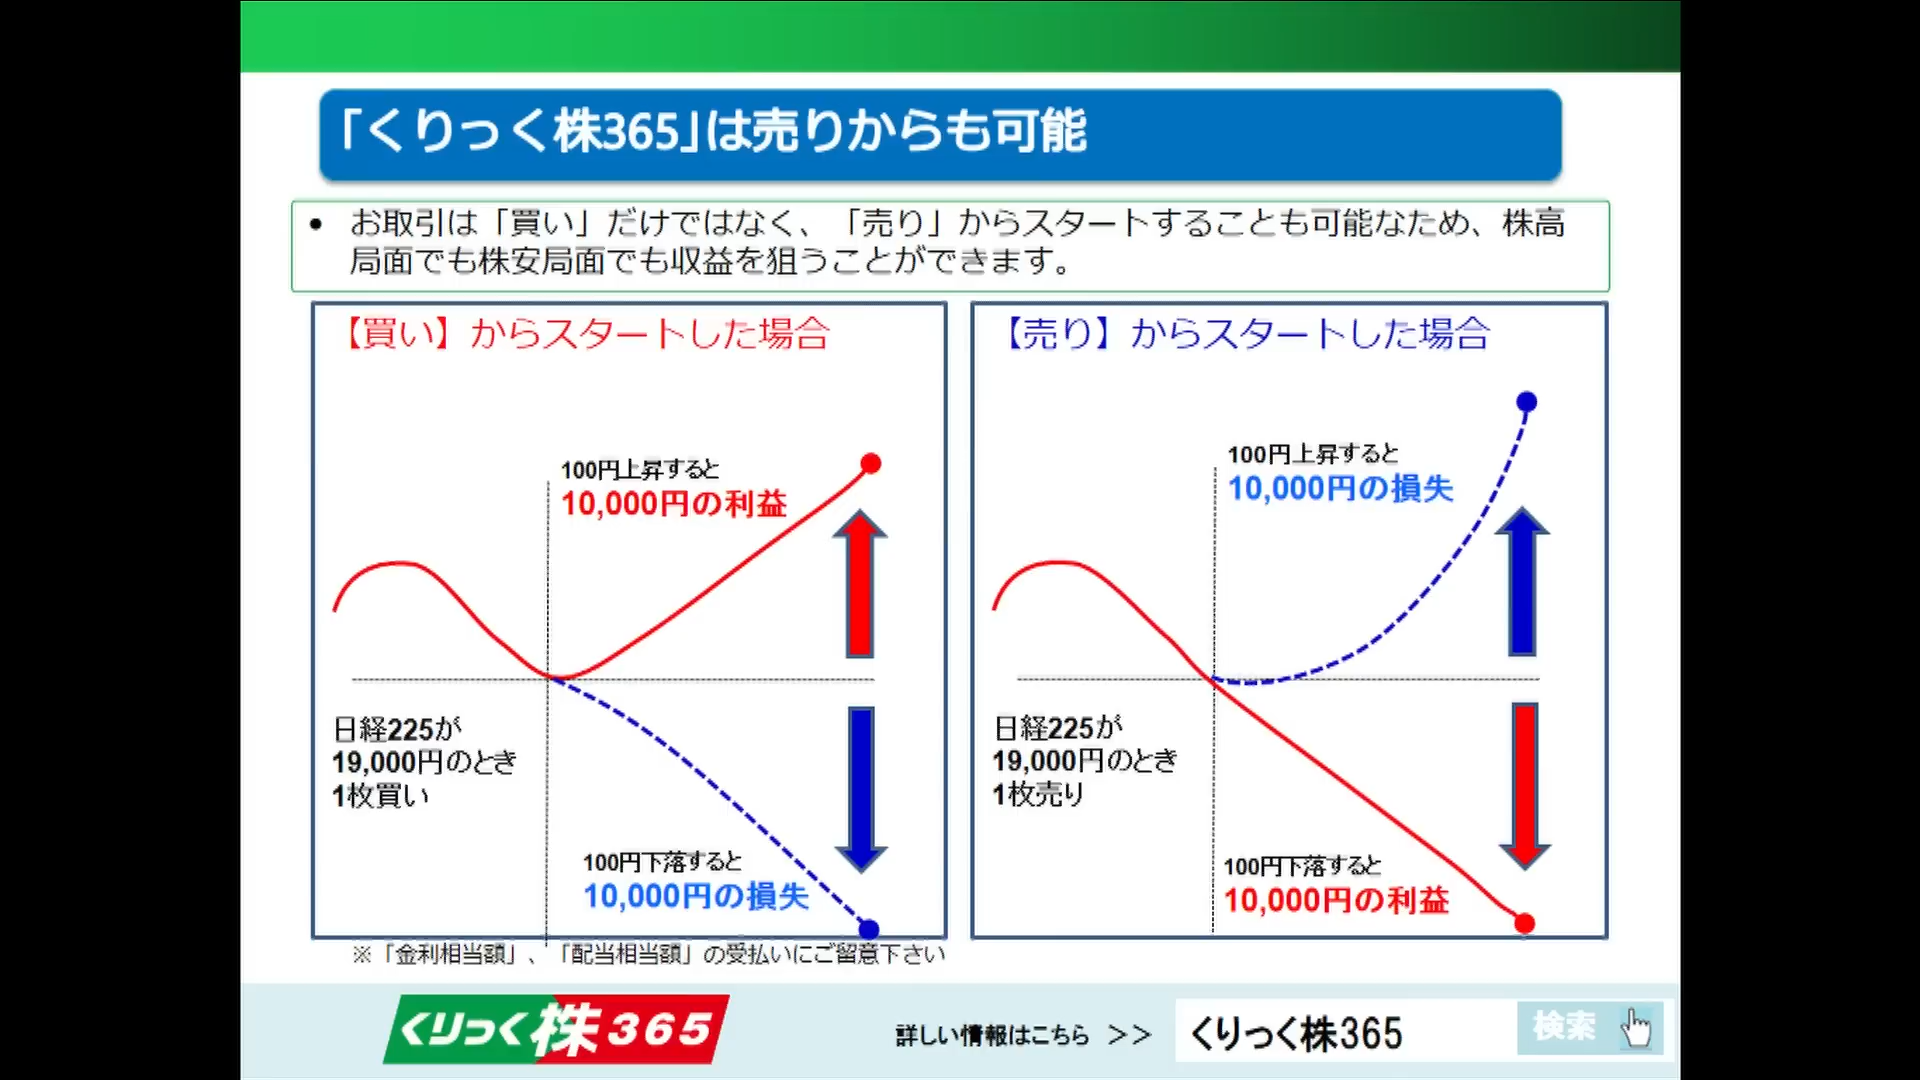 「くりっく株365」は売りからも可能
• お取引は「買い」だけではなく、「売り」からスタートすることも可能なため、株高
局面でも株安局面でも収益を狙うことができます。
【買い】からスタートした場合
100円上昇すると
10,000円の利益
日経225が
19,000円のとき
1枚買い
100円下落すると
10,000円の損失
【売り】からスタートした場合
100円上昇すると
10,000円の損失
日経225が
19,000円のとき
1枚売り
100円下落すると
10,000円の利益
※「金利相当額」、「配当相当額」の受払いにご留意下さい
くりっく株365
詳しい情報はこちら >>
くりっく株365
検索